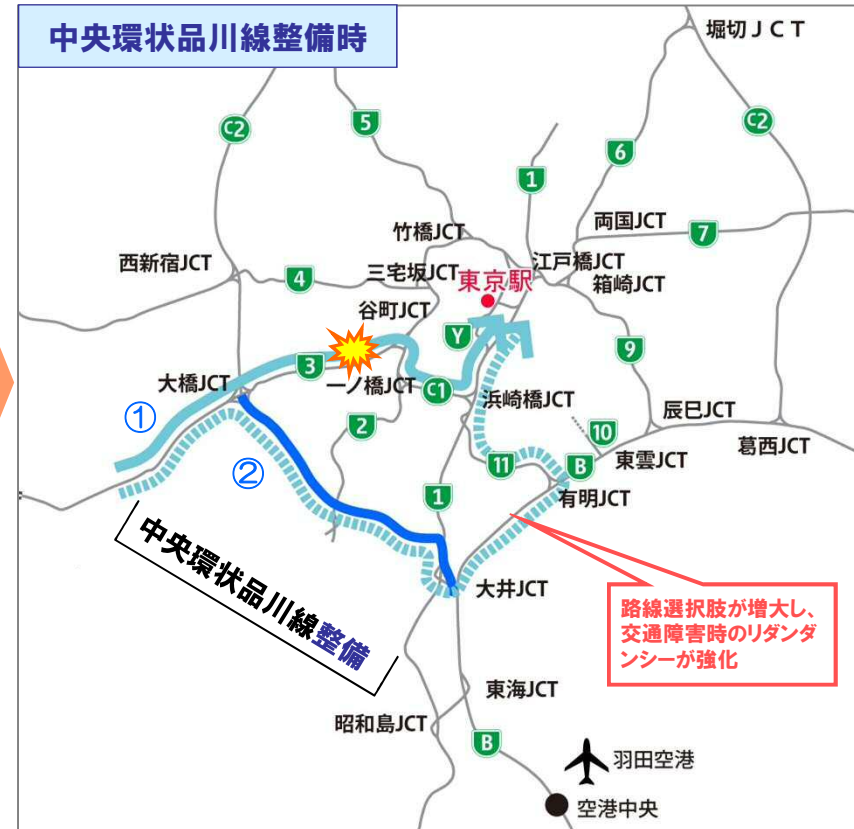 中央環状品川線整備時
堀切JCT
C2
5
C2
6
1
両国JCT
7
竹橋JCT
江戸橋JCT
西新宿JCT
三宅坂JCT
東京駅
箱崎JCT
4
谷町JCT
Y
9
3
大橋JCT
一ノ橋JCT
C1
浜崎橋JCT
辰巳JCT
①
2
10
葛西JCT
東雲JCT
②
11
B
1
有明JCT
中央環状品川線整備
大井JCT
路線選択肢が増大し、
交通障害時のリダンダ
ンシーが強化
東海JCT
昭和島JCT
B
羽田空港
空港中央